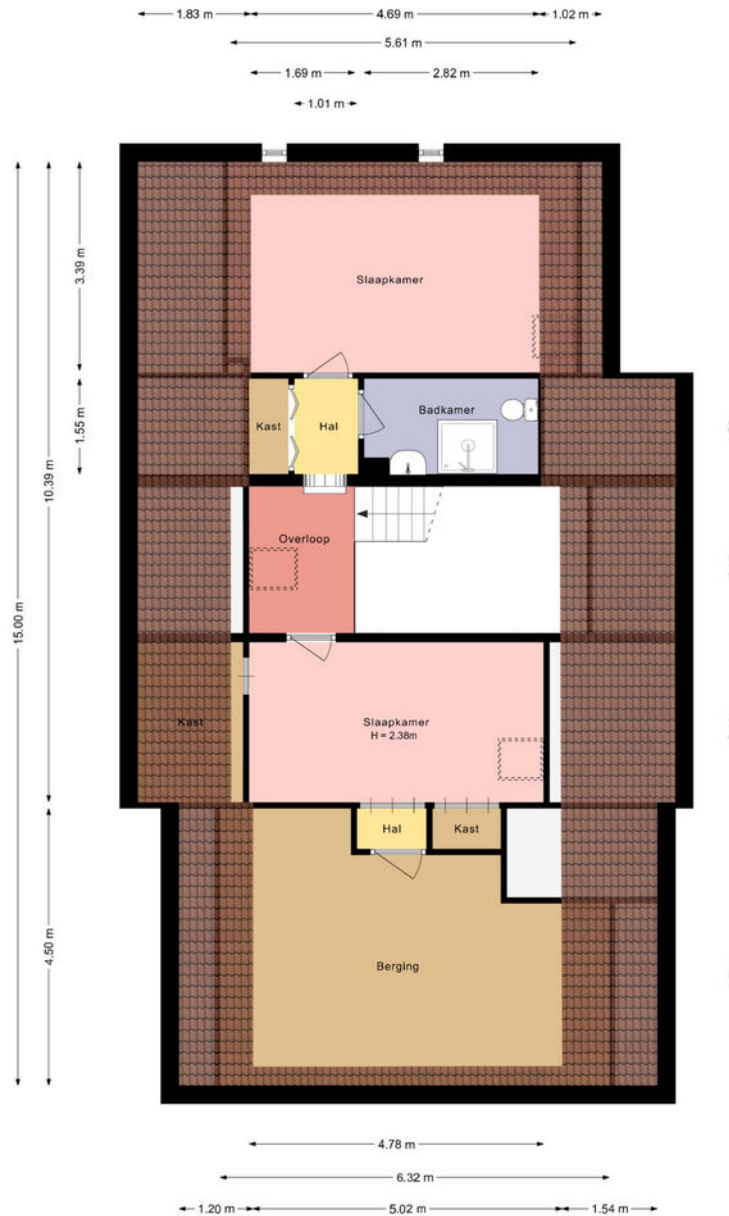 1.83 m
4.69 m
1.02 m
5.61 m
1.69 m
2.82 m
1.01 m
3.39 m
Slaapkamer
1.55 m
Kast
Hal
Badkamer
10.39 m
Overloop
15.00 m
Kast
Slaapkamer
H = 2.38m
Hal
Kast
4.50 m
Berging
4.78 m
6.32 m
1.20 m
5.02 m
1.54 m